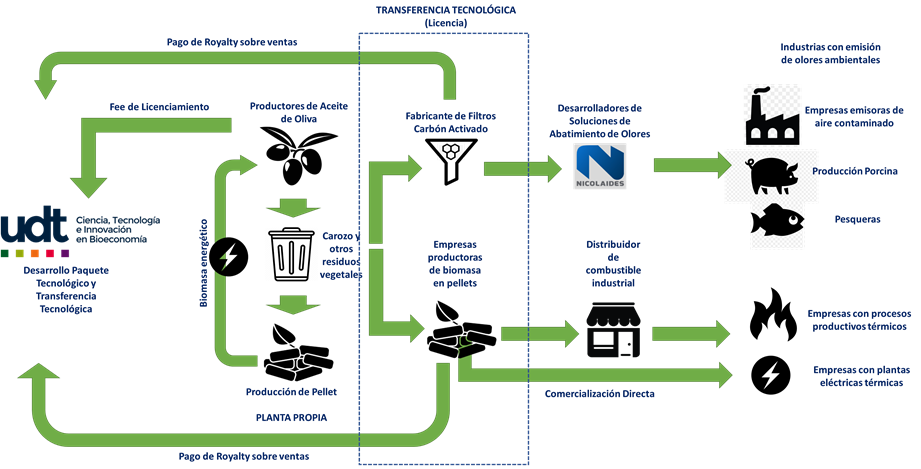 TRANSFERENCIA TECNOLÓGICA
(Licencia)
Pago de Royalty sobre ventas
Industrias con emisión
de olores ambientales
Fee de Licenciamiento
Productores de Aceite
de Oliva
Fabricante de Filtros
Carbón Activado
Desarrolladores de
Soluciones de
Abatimiento de Olores
Empresas emisoras de
aire contaminado
NICOLAIDES
Producción Porcina
Pesqueras
udt
Ciencia, Tecnología
e Innovación
en Bioeconomía
Desarrollo Paquete
Tecnológico y
Transferencia
Tecnológica
Biomasa energético
Carozo y
otros
residuos
vegetales
Empresas
productoras
de biomasa
en pellets
Distribuidor
de
combustible
industrial
Empresas con procesos
productivos térmicos
Empresas con plantas
eléctricas térmicas
Producción de Pellet
Comercialización Directa
PLANTA PROPIA
Pago de Royalty sobre ventas